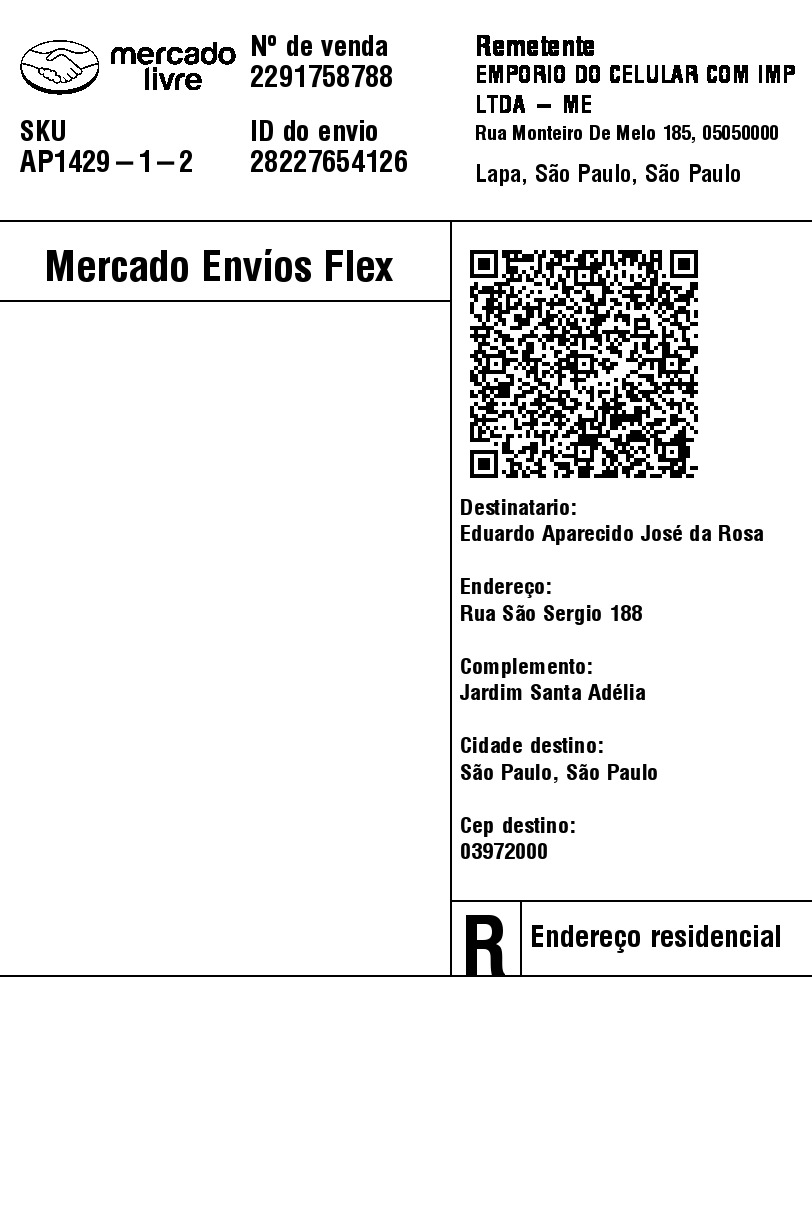 mercado
livre
Nº de venda
2291758788
SKU
AP1429-1-2
ID do envio
28227654126
Remetente
EMPORIO DO CELULAR COM IMP
LTDA - ME
Rua Monteiro De Melo 185, 05050000
Lapa, São Paulo, São Paulo
Mercado Envíos Flex
Destinatario:
Eduardo Aparecido José da Rosa
Endereço:
Rua São Sergio 188
Complemento:
Jardim Santa Adélia
Cidade destino:
São Paulo, São Paulo
Cep destino:
03972000
R
Endereço residencial